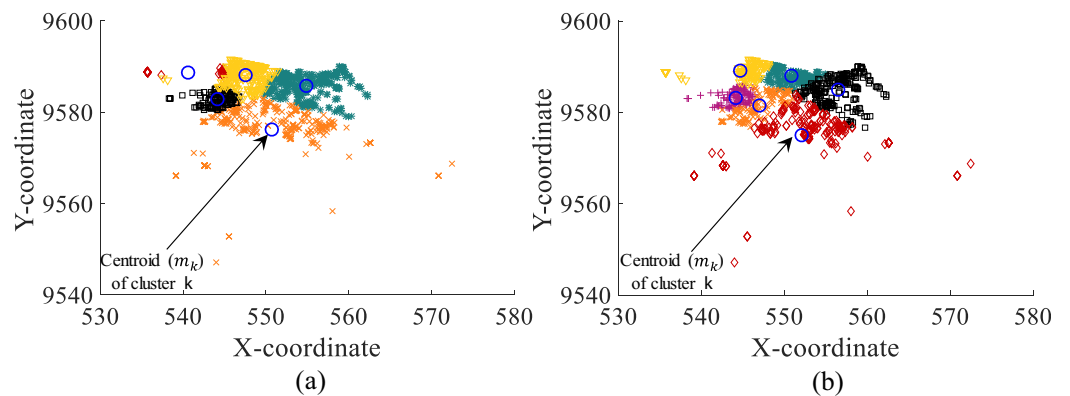 9600
9580
9560
9540
Y-coordinate
Centroid (m_k)
of cluster k
530 540 550 560 570 580
X-coordinate
(a)
9600
9580
9560
9540
Y-coordinate
Centroid (m_k)
of cluster k
530 540 550 560 570 580
X-coordinate
(b)